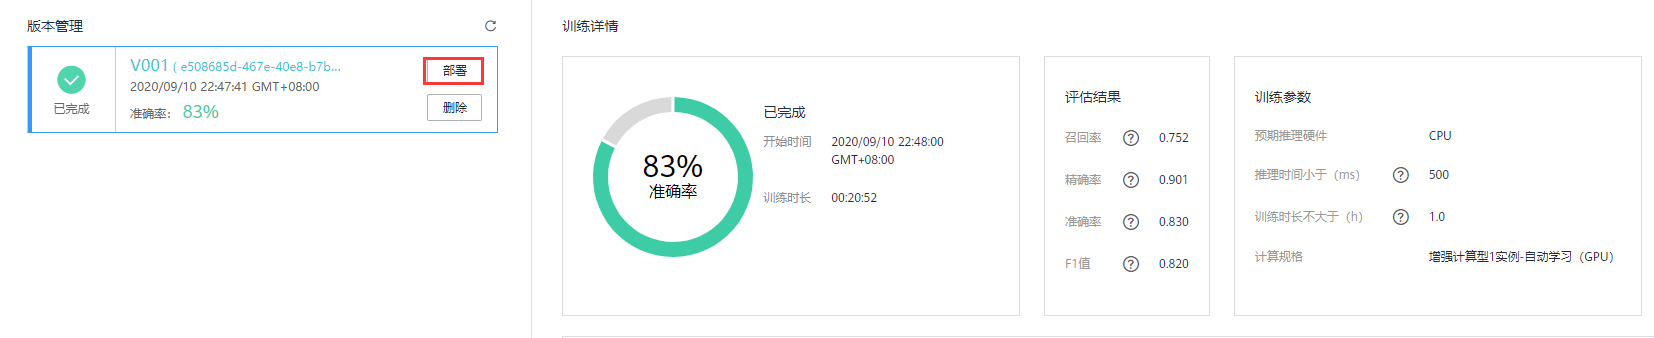 版本管理
V001 ( e508685d-467e-40e8-b7b...
部署
2020/09/10 22:47:41 GMT+08:00
已完成
准确率： 83%
删除
训练详情
83%
准确率
已完成
开始时间 2020/09/10 22:48:00
GMT+08:00
训练时长 00:20:52
评估结果
召回率 ? 0.752
精确率 ? 0.901
准确率 ? 0.830
F1值 ? 0.820
训练参数
预期推理硬件 CPU
推理时间小于（ms） ? 500
训练时长不大于（h） ? 1.0
计算规格 增强计算型1实例-自动学习（GPU）